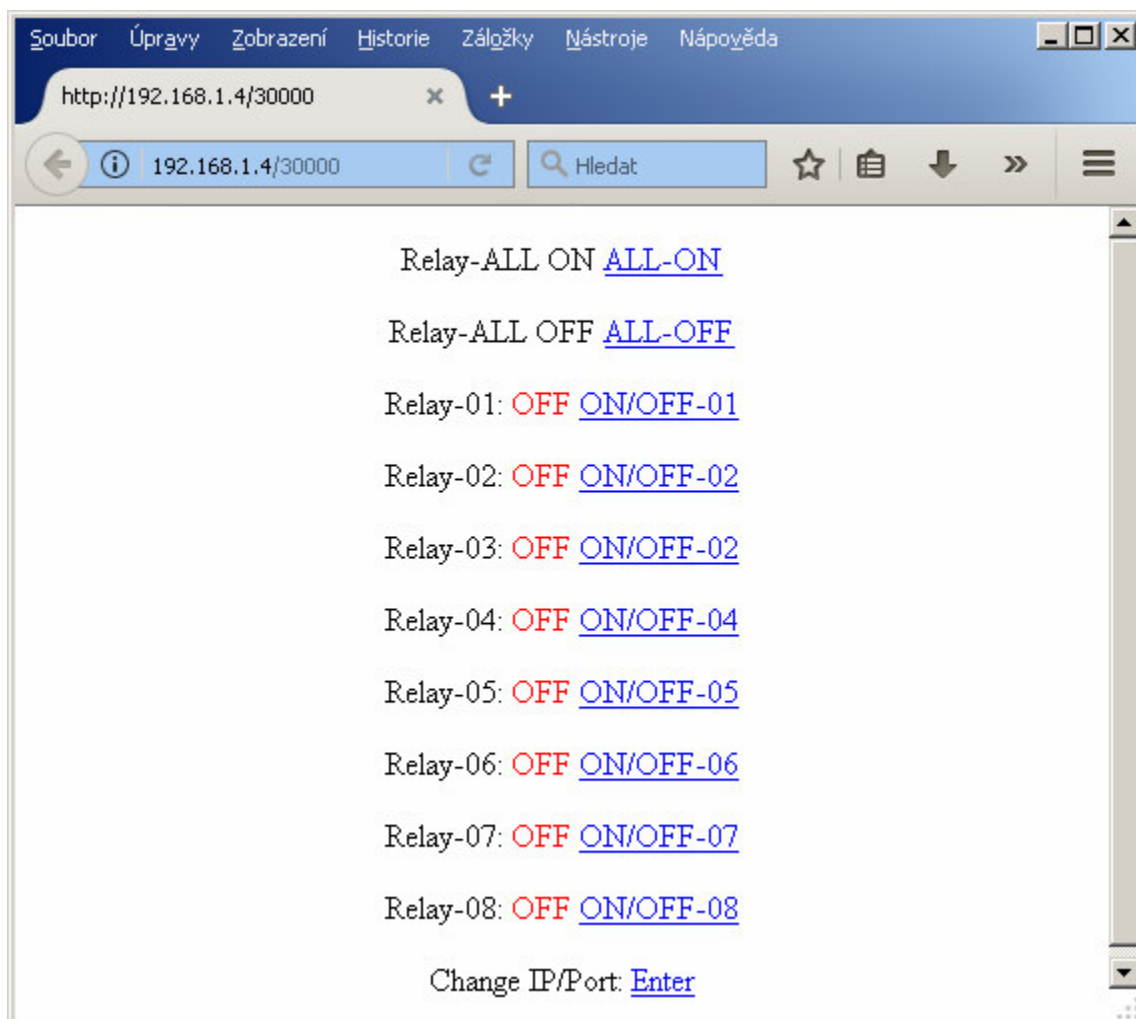 Soubor Úpravy Zobrazení Historie Záložky Nástroje Nápověda
http://192.168.1.4/30000
192.168.1.4/30000 Hledat
Relay-ALL ON ALL-ON
Relay-ALL OFF ALL-OFF
Relay-01: OFF ON/OFF-01
Relay-02: OFF ON/OFF-02
Relay-03: OFF ON/OFF-02
Relay-04: OFF ON/OFF-04
Relay-05: OFF ON/OFF-05
Relay-06: OFF ON/OFF-06
Relay-07: OFF ON/OFF-07
Relay-08: OFF ON/OFF-08
Change IP/Port: Enter